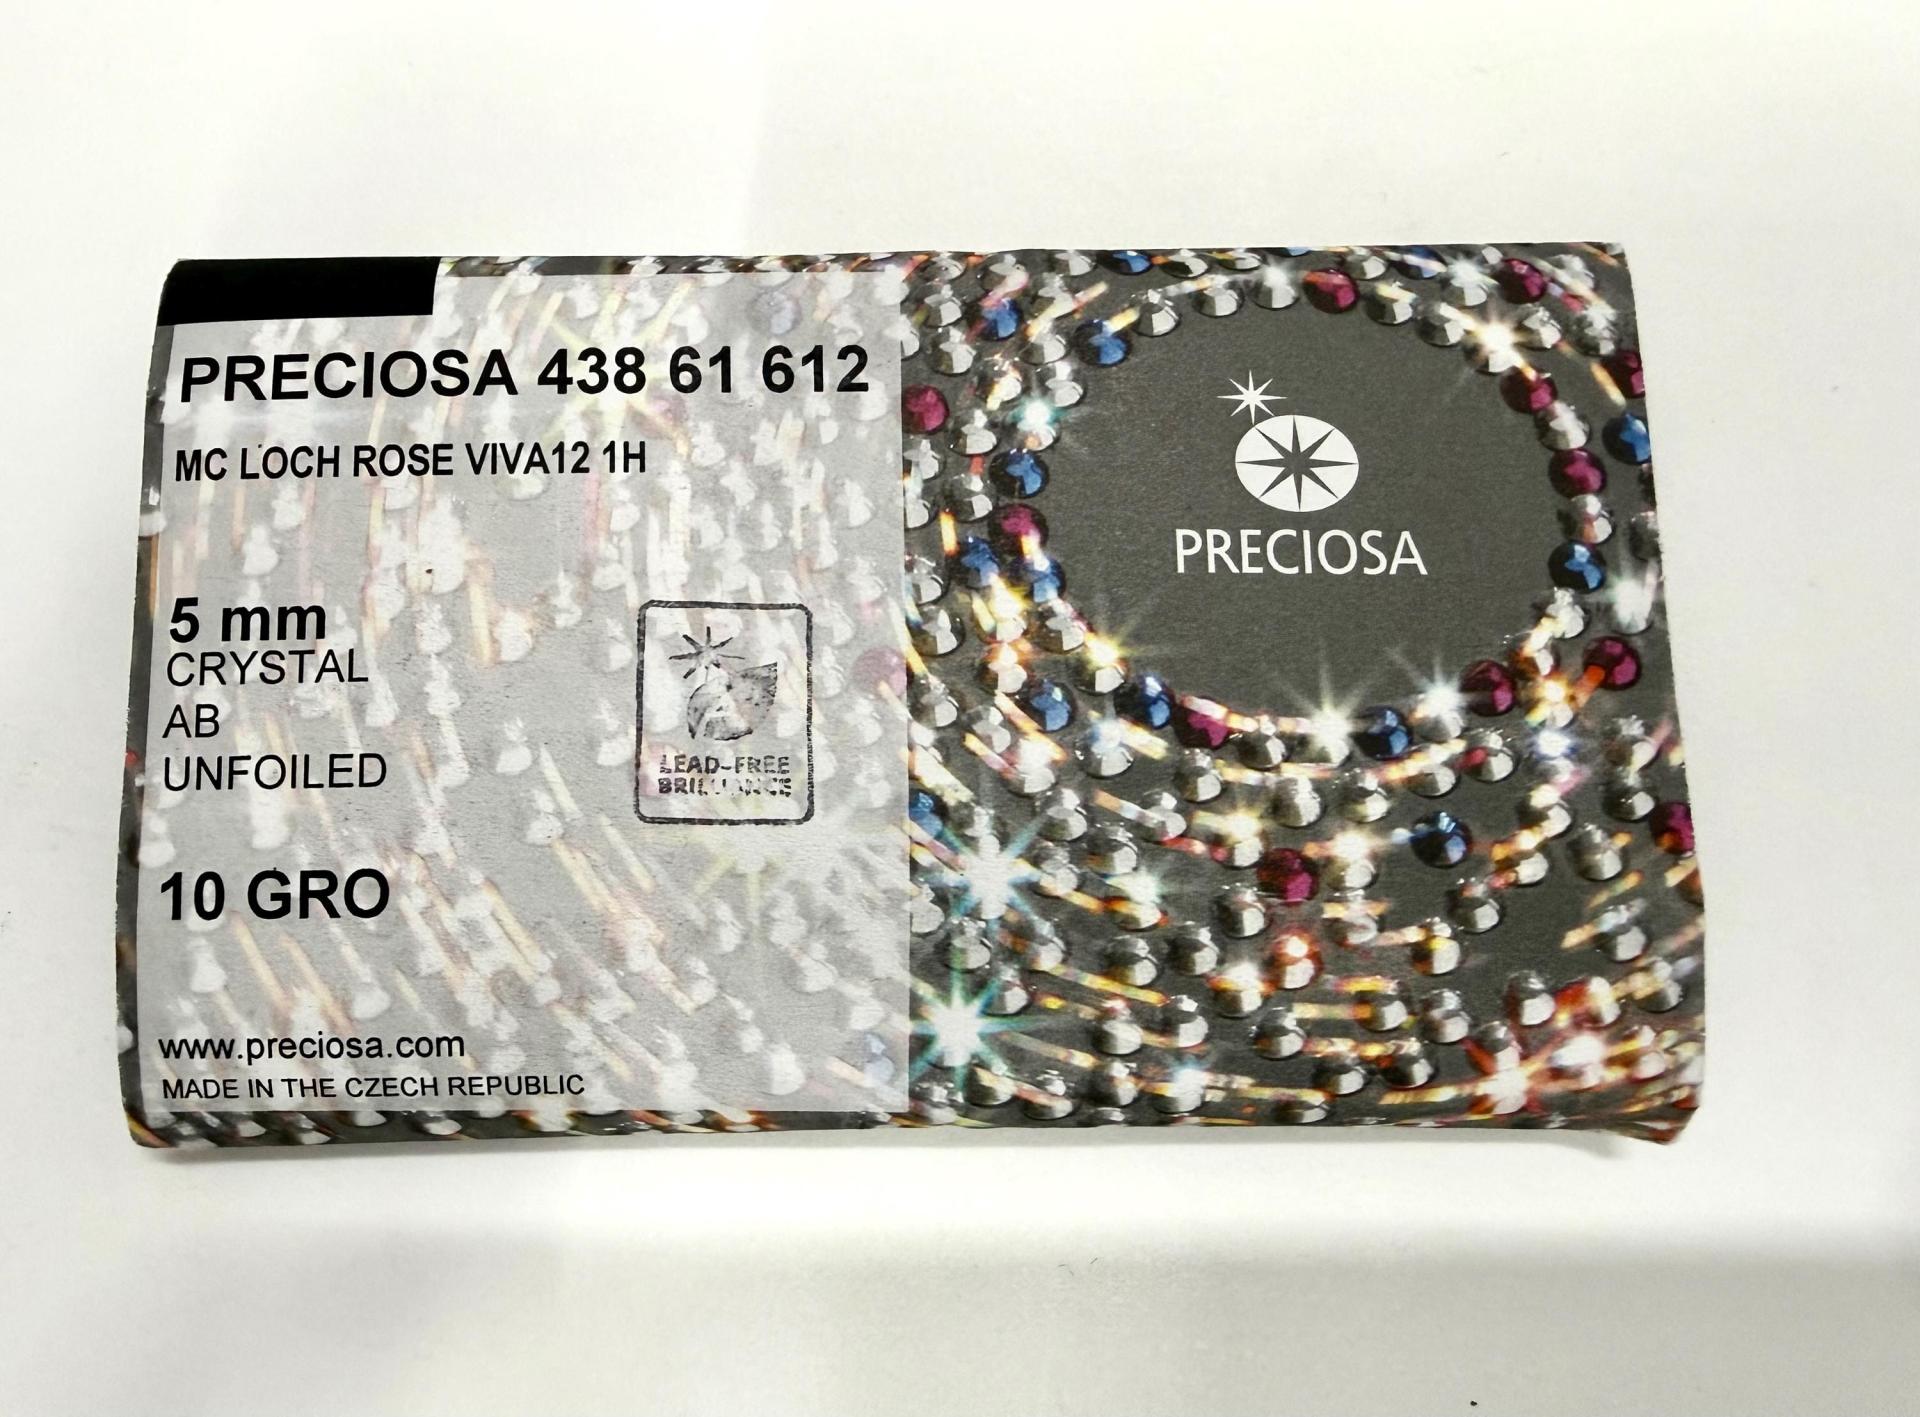 PRECIOSA 438 61 612
MC LOCH ROSE VIVA12 1H
5 mm
CRYSTAL
AB
UNFOILED
10 GRO
LEAD-FREE
BRILLIANCE
www.preciosa.com
MADE IN THE CZECH REPUBLIC
PRECIOSA